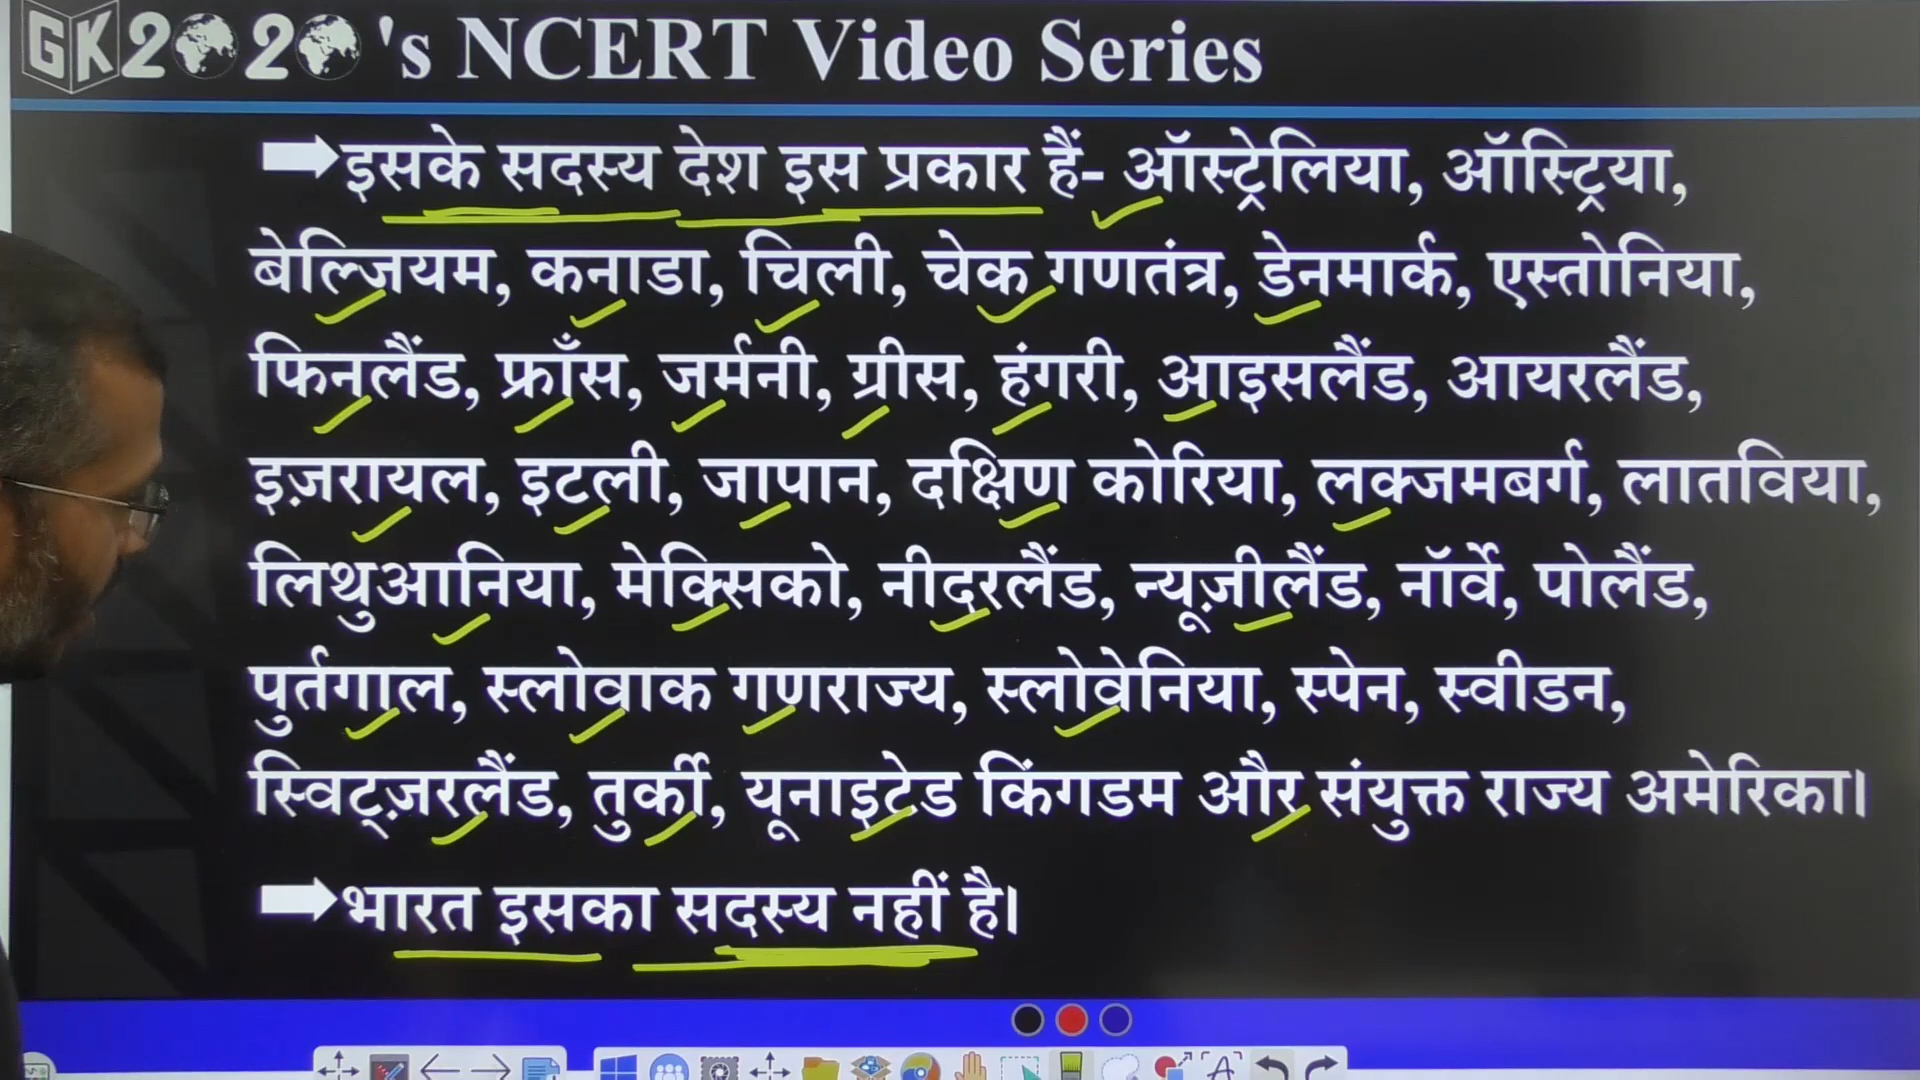 GK2020's NCERT Video Series
इसके सदस्य देश इस प्रकार हैं- ऑस्ट्रेलिया, ऑस्ट्रिया,
बेल्जियम, कनाडा, चिली, चेक गणतंत्र, डेनमार्क, एस्तोनिया,
फिनलैंड, फ्राँस, जर्मनी, ग्रीस, हंगरी, आइसलैंड, आयरलैंड,
इज़रायल, इटली, जापान, दक्षिण कोरिया, लक्जमबर्ग, लातविया,
लिथुआनिया, मेक्सिको, नीदरलैंड, न्यूज़ीलैंड, नॉर्वे, पोलैंड,
पुर्तगाल, स्लोवाक गणराज्य, स्लोवेनिया, स्पेन, स्वीडन,
स्विट्ज़रलैंड, तुर्की, यूनाइटेड किंगडम और संयुक्त राज्य अमेरिका।
भारत इसका सदस्य नहीं है।